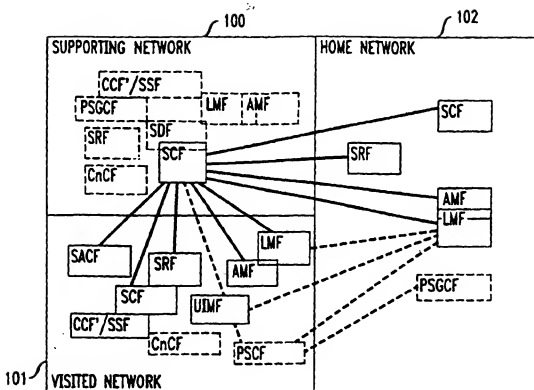 100
102
SUPPORTING NETWORK
HOME NETWORK
CCF'/SSF
PSGCF
LMF
AMF
SCF
SRF
SDF
SCF
SRF
CnCF
AMF
LMF
LMF
SACF
SRF
AMF
SCF
UIMF
PSGCF
CCF'/SSF
CnCF
PSCF
101
VISITED NETWORK